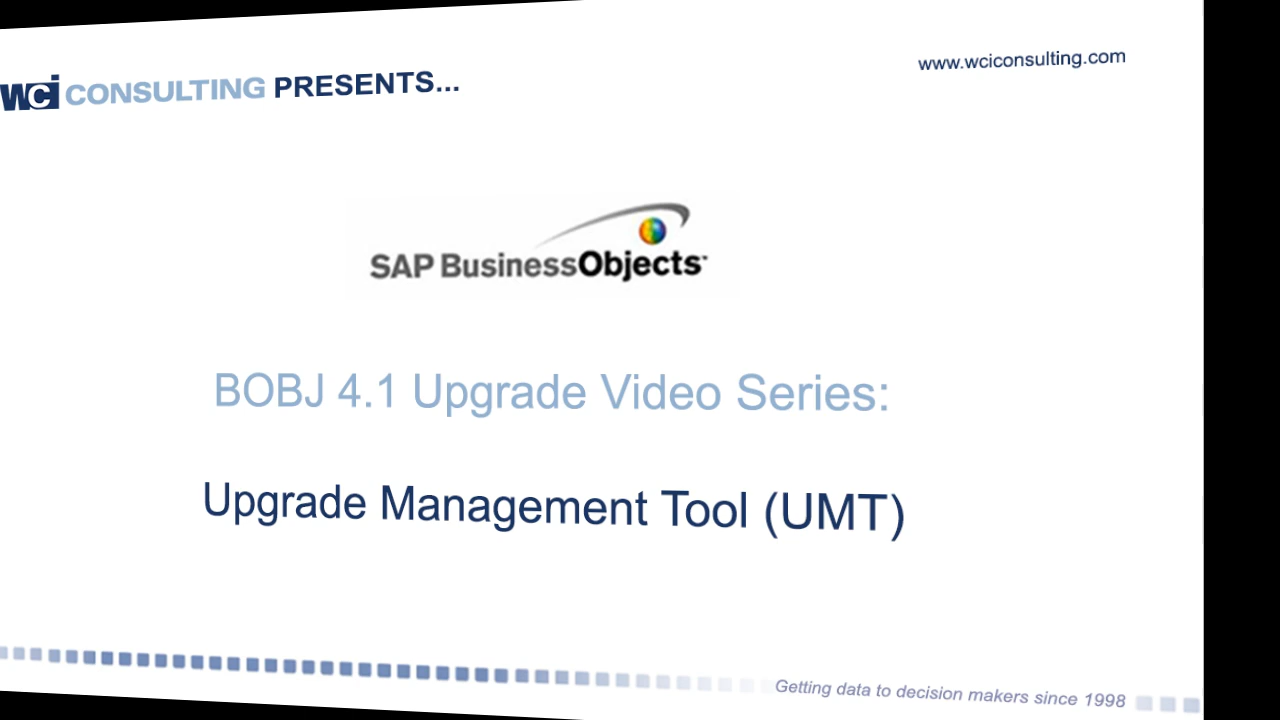 wci CONSULTING PRESENTS...
www.wciconsulting.com
SAP BusinessObjects™
BOBJ 4.1 Upgrade Video Series:
Upgrade Management Tool (UMT)
Getting data to decision makers since 1998